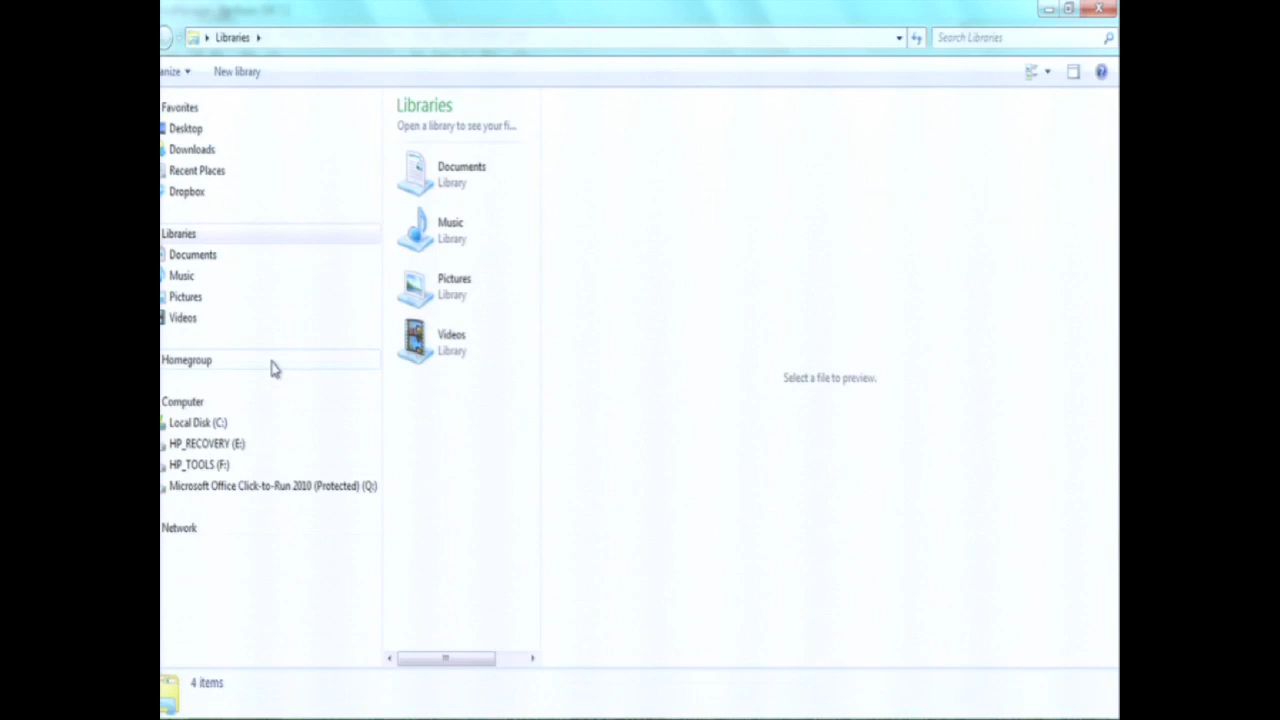 Libraries
Search Libraries
anize
New library
Favorites
Desktop
Downloads
Recent Places
Dropbox
Libraries
Documents
Music
Pictures
Videos
Homegroup
Computer
Local Disk (C:)
HP_RECOVERY (E:)
HP_TOOLS (F:)
Microsoft Office Click-to-Run 2010 (Protected) (Q:)
Network
Libraries
Open a library to see your fi...
Documents
Library
Music
Library
Pictures
Library
Videos
Library
Select a file to preview.
4 items